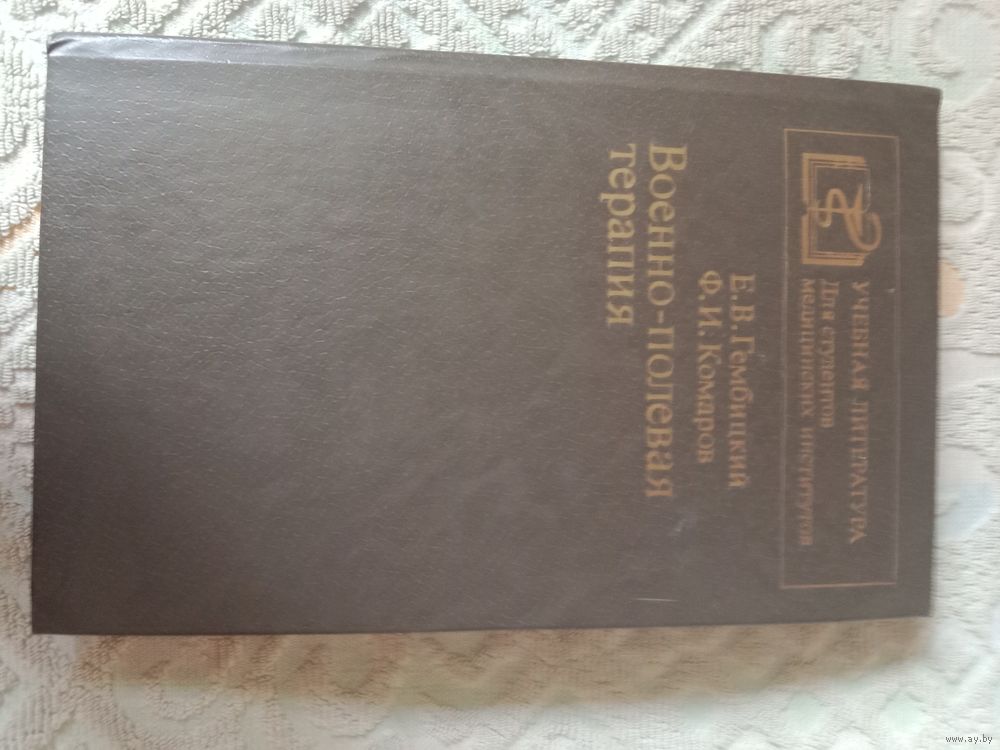 УЧЕБНАЯ ЛИТЕРАТУРА
Для студентов
медицинских институтов
Е.В.Гембицкий
Ф.И.Комаров
Военно-полевая
терапия
www.ay.by